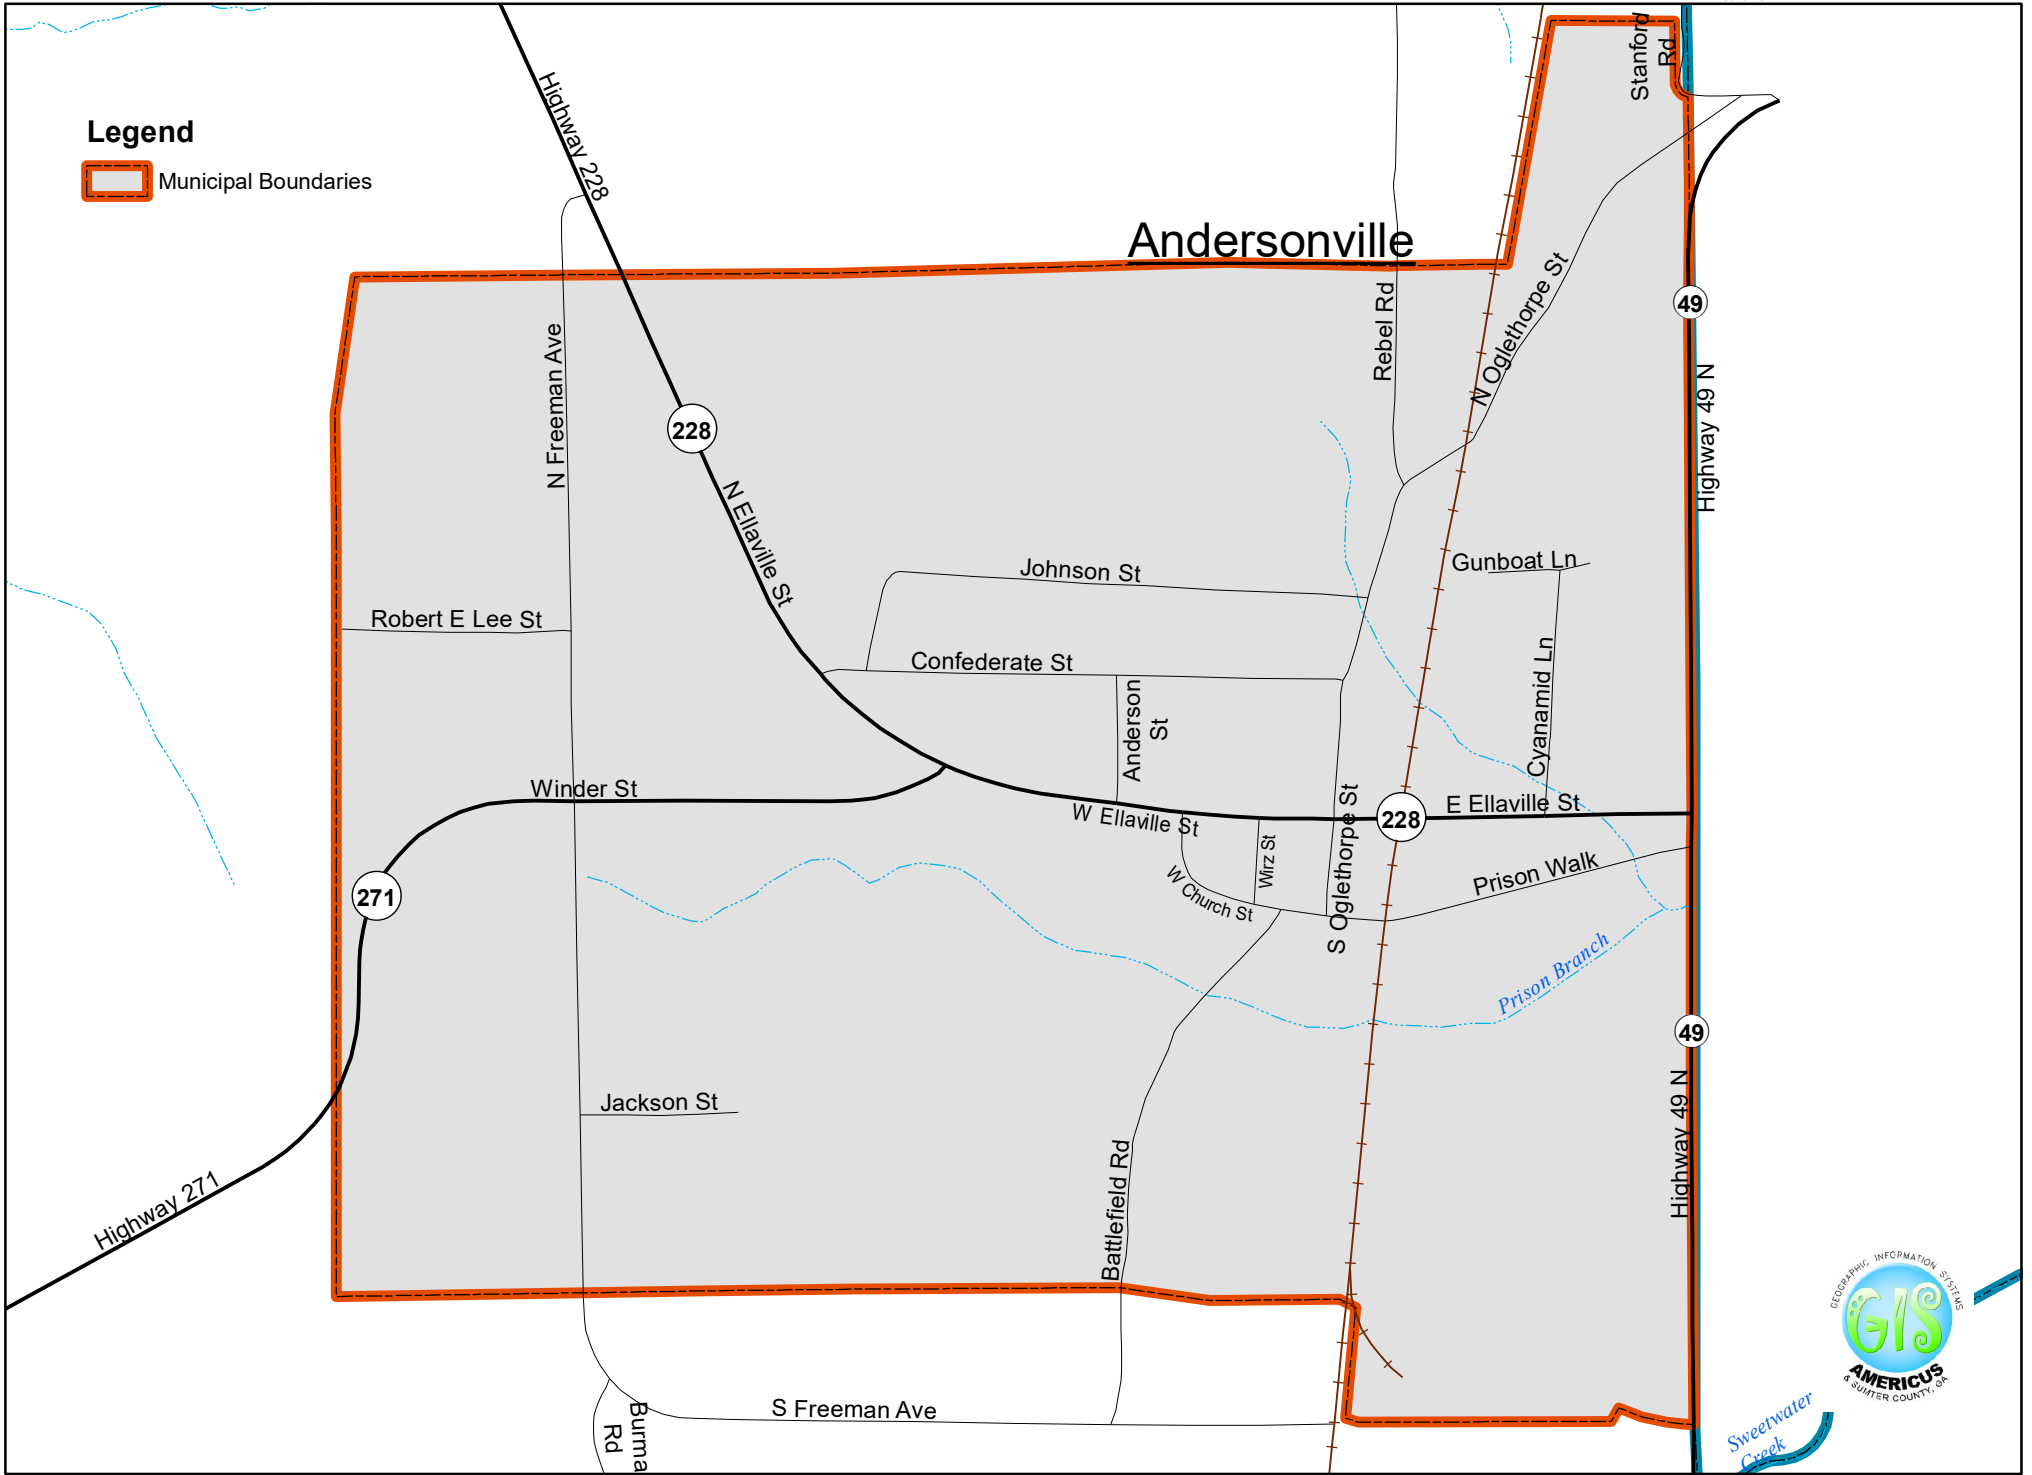 Stanford
Rd
Highway 228
Legend
Municipal Boundaries
Andersonville
N Oglethorpe St
Rebel Rd
49
N Freeman Ave
Highway 49 N
228
N Ellaville St
Johnson St
Gunboat Ln
Robert E Lee St
Confederate St
Anderson
St
Cyanamid Ln
Winder St
W Ellaville St
S Oglethorpe St
228
E Ellaville St
Wirz St
W Church St
Prison Walk
271
Prison Branch
49
Jackson St
Highway 49 N
Battlefield Rd
Highway 271
GEOGRAPHIC INFORMATION SYSTEMS
GIS
AMERICUS
& SUMTER COUNTY, GA
S Freeman Ave
Burma
Rd
Sweetwater
Creek